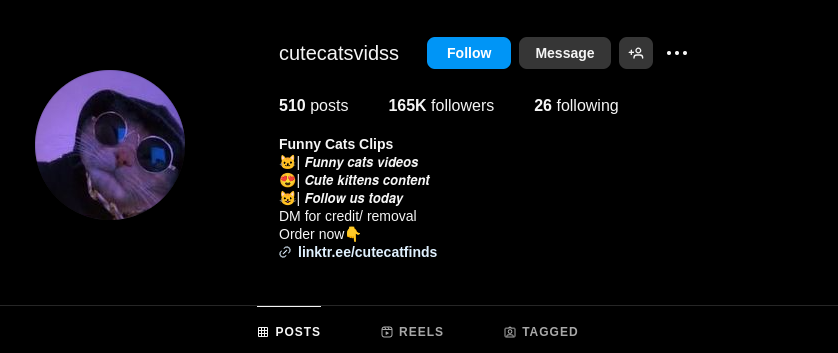 cutecatsvidss Follow Message
510 posts 165K followers 26 following
Funny Cats Clips
🐱| Funny cats videos
😍| Cute kittens content
😺| Follow us today
DM for credit/ removal
Order now👇
linktr.ee/cutecatfinds
POSTS REELS TAGGED